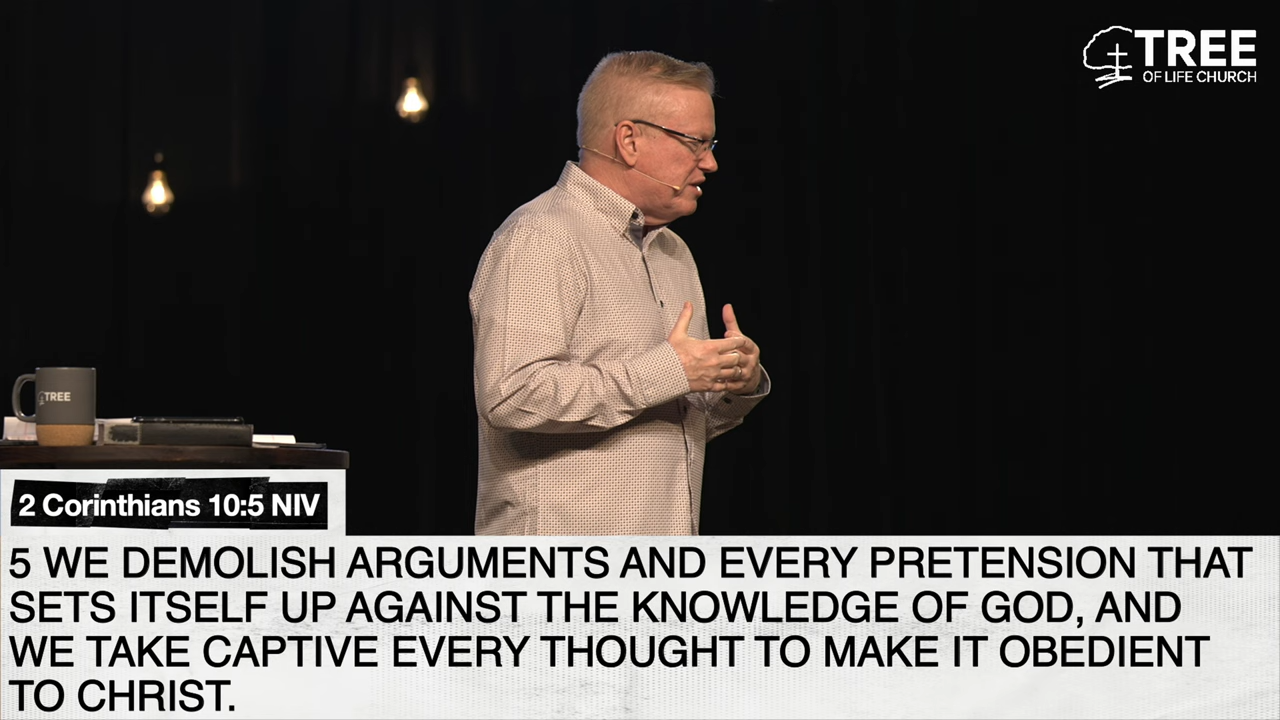 TREE
OF LIFE CHURCH
TREE
2 Corinthians 10:5 NIV
5 WE DEMOLISH ARGUMENTS AND EVERY PRETENSION THAT
SETS ITSELF UP AGAINST THE KNOWLEDGE OF GOD, AND
WE TAKE CAPTIVE EVERY THOUGHT TO MAKE IT OBEDIENT
TO CHRIST.